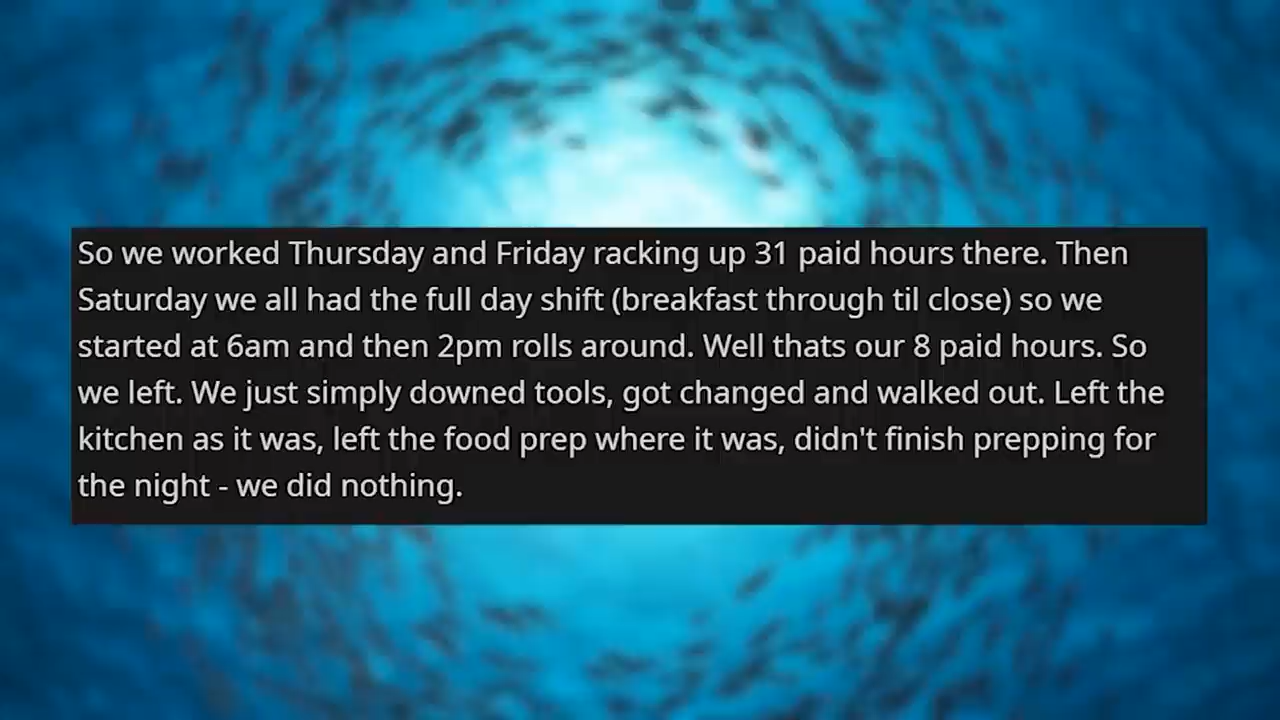 So we worked Thursday and Friday racking up 31 paid hours there. Then
Saturday we all had the full day shift (breakfast through til close) so we
started at 6am and then 2pm rolls around. Well thats our 8 paid hours. So
we left. We just simply downed tools, got changed and walked out. Left the
kitchen as it was, left the food prep where it was, didn't finish prepping for
the night - we did nothing.